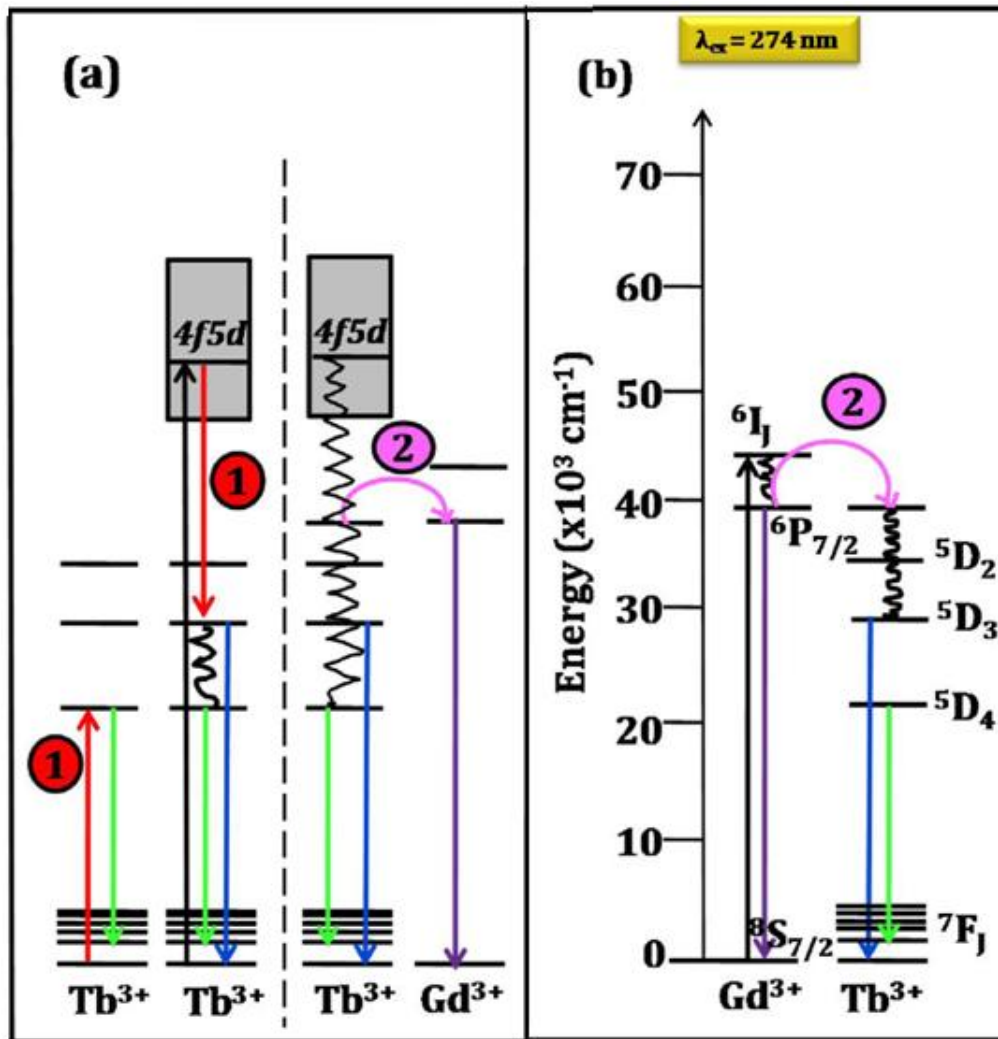 (a)
4f5d
4f5d
1
2
1
Tb³⁺
Tb³⁺
Tb³⁺
Gd³⁺
λex = 274 nm
(b)
Energy (x10³ cm⁻¹)
70
60
50
40
30
20
10
0
2
⁶IJ
⁶P7/2
⁵D2
⁵D3
⁵D4
⁷FJ
⁸S7/2
Gd³⁺
Tb³⁺